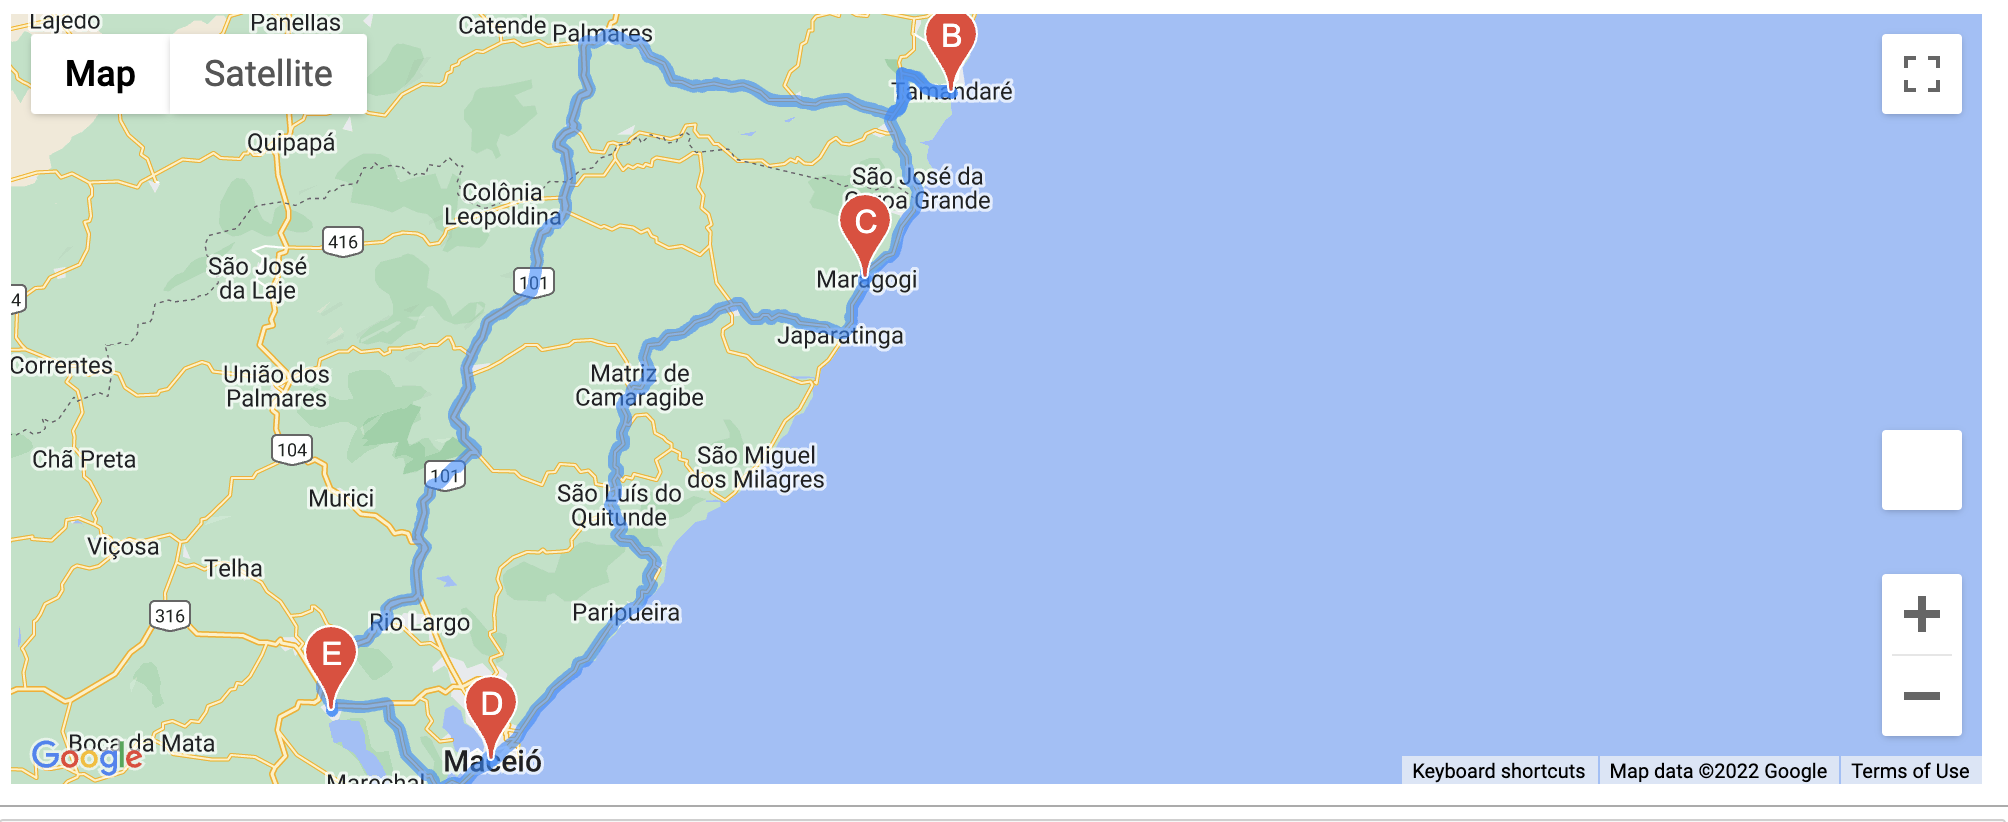 Lajedo
Panellas
Catende
Palmares
B
Map
Satellite
Tamandaré
Quipapá
São José da
Coroa Grande
Colônia
Leopoldina
C
416
São José
da Laje
101
Maragogi
4
Japaratinga
Correntes
União dos
Palmares
Matriz de
Camaragibe
104
Chã Preta
São Miguel
dos Milagres
101
Murici
São Luís do
Quitunde
Viçosa
Telha
316
Rio Largo
Paripueira
E
D
Boca da Mata
Google
Maceió
Marechal
Keyboard shortcuts
Map data ©2022 Google
Terms of Use